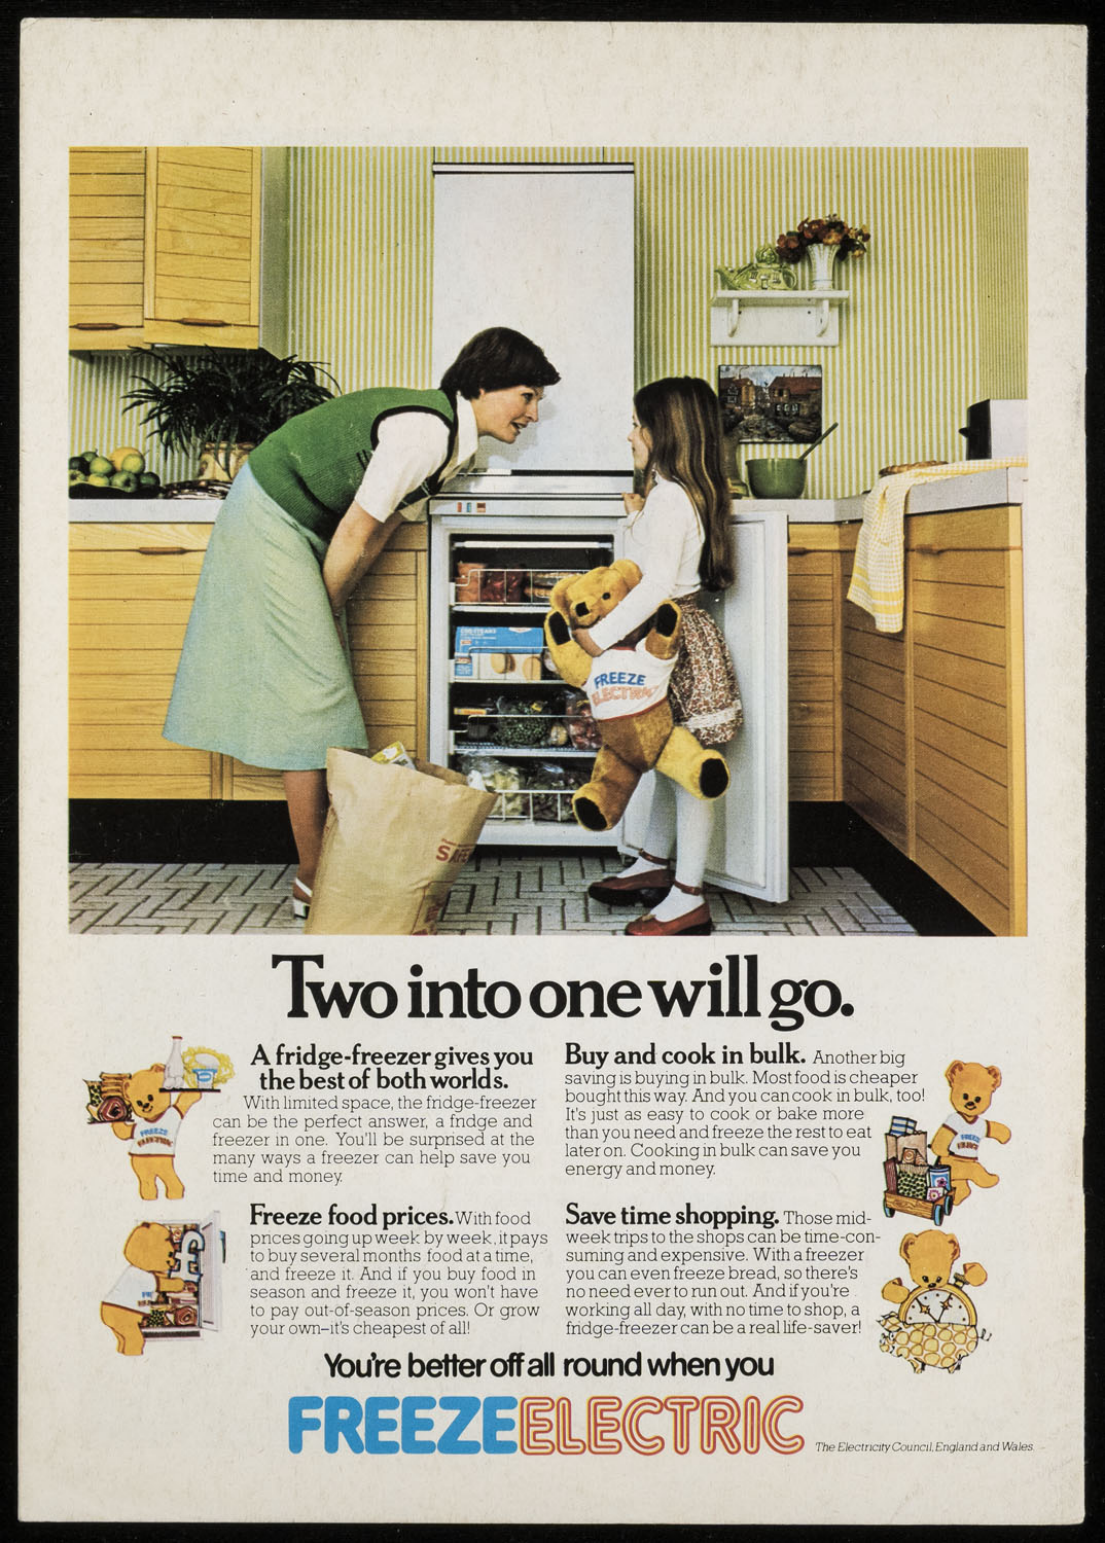 FREEZE
ELECTRIC
Two into one will go.
A fridge-freezer gives you
the best of both worlds.
With limited space, the fridge-freezer
can be the perfect answer, a fridge and
freezer in one. You'll be surprised at the
many ways a freezer can help save you
time and money.
Freeze food prices. With food
prices going up week by week, it pays
to buy several months food at a time,
and freeze it. And if you buy food in
season and freeze it, you won't have
to pay out-of-season prices. Or grow
your own–it's cheapest of all!
Buy and cook in bulk. Another big
saving is buying in bulk. Most food is cheaper
bought this way. And you can cook in bulk, too!
It's just as easy to cook or bake more
than you need and freeze the rest to eat
later on. Cooking in bulk can save you
energy and money.
Save time shopping. Those mid-
week trips to the shops can be time-con-
suming and expensive. With a freezer
you can even freeze bread, so there's
no need ever to run out. And if you're
working all day, with no time to shop, a
fridge-freezer can be a real life-saver!
FREEZE
ELECTRIC
£
FREEZE
ELECTRIC
You're better off all round when you
FREEZE ELECTRIC
The Electricity Council, England and Wales.